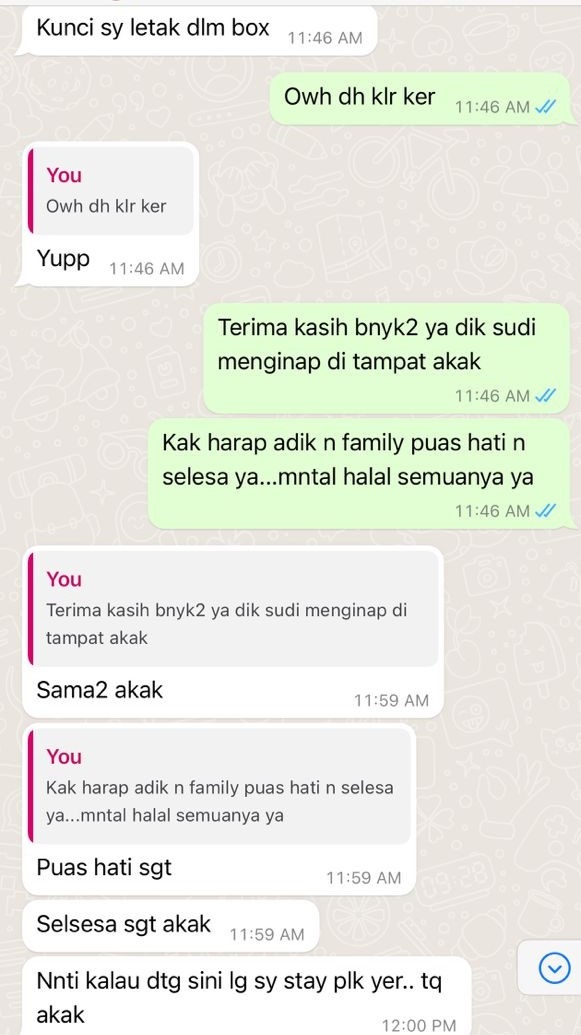 Kunci sy letak dlm box 11:46 AM
Owh dh klr ker 11:46 AM
You
Owh dh klr ker
Yupp 11:46 AM
Terima kasih bnyk2 ya dik sudi
menginap di tampat akak
11:46 AM
Kak harap adik n family puas hati n
selesa ya...mntal halal semuanya ya
11:46 AM
You
Terima kasih bnyk2 ya dik sudi menginap di
tampat akak
Sama2 akak 11:59 AM
You
Kak harap adik n family puas hati n selesa
ya...mntal halal semuanya ya
Puas hati sgt 11:59 AM
Selsesa sgt akak 11:59 AM
Nnti kalau dtg sini lg sy stay plk yer.. tq
akak 12:00 PM